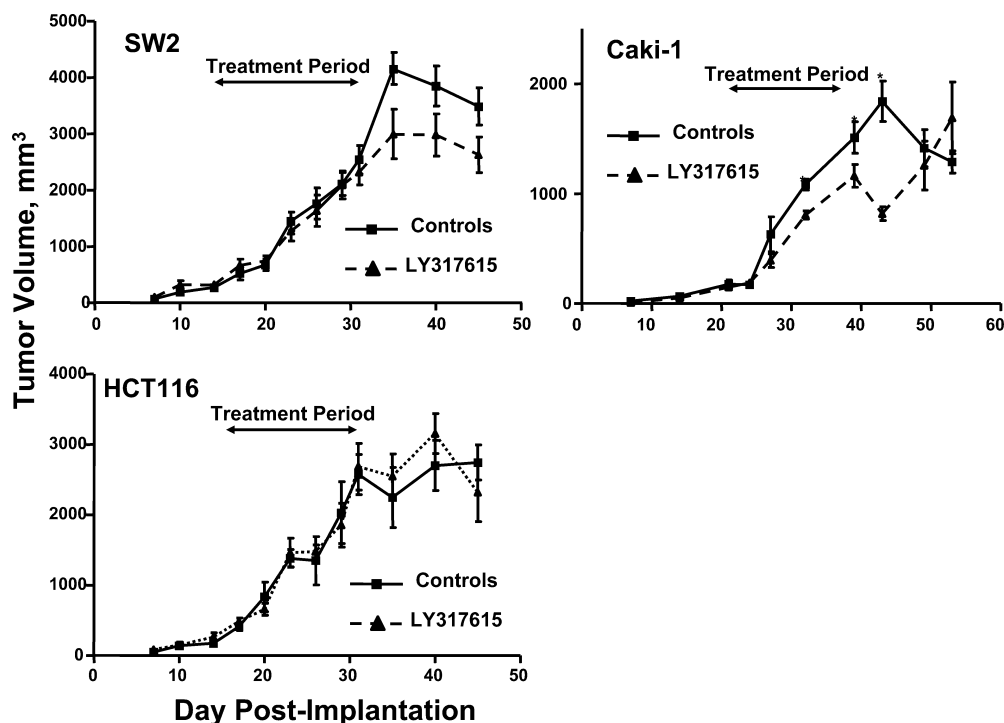 SW2
Treatment Period
5000
4000
3000
2000
1000
0
Controls
LY317615
0 10 20 30 40 50
Caki-1
Treatment Period
2000
1000
0
Controls
LY317615
* * *
0 10 20 30 40 50 60
HCT116
Treatment Period
4000
3000
2000
1000
0
Controls
LY317615
0 10 20 30 40 50
Tumor Volume, mm³
Day Post-Implantation